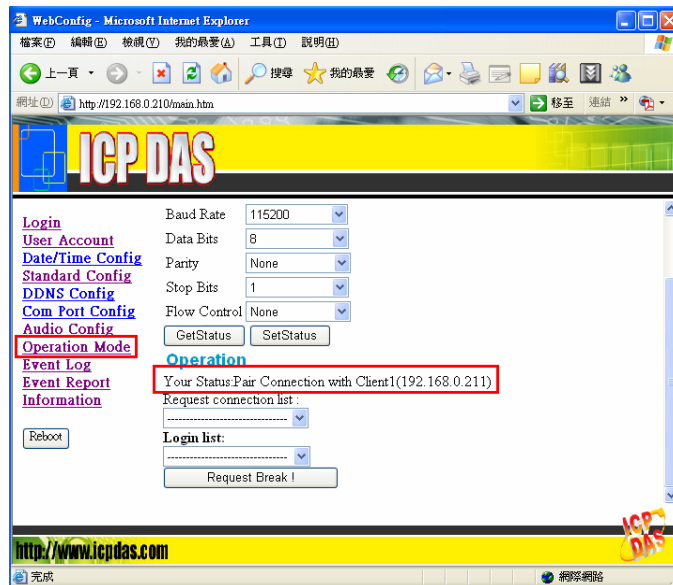 WebConfig - Microsoft Internet Explorer
檔案(F) 編輯(E) 檢視(V) 我的最愛(A) 工具(T) 說明(H)
上一頁 搜尋 我的最愛
網址(D) http://192.168.0.210/main.htm 移至 連結 »
ICP DAS
Login
User Account
Date/Time Config
Standard Config
DDNS Config
Com Port Config
Audio Config
Operation Mode
Event Log
Event Report
Information
Reboot
Baud Rate 115200
Data Bits 8
Parity None
Stop Bits 1
Flow Control None
GetStatus SetStatus
Operation
Your Status:Pair Connection with Client1(192.168.0.211)
Request connection list :
--------------------------------
Login list:
--------------------------------
Request Break !
http://www.icpdas.com
ICP DAS
完成 網際網路